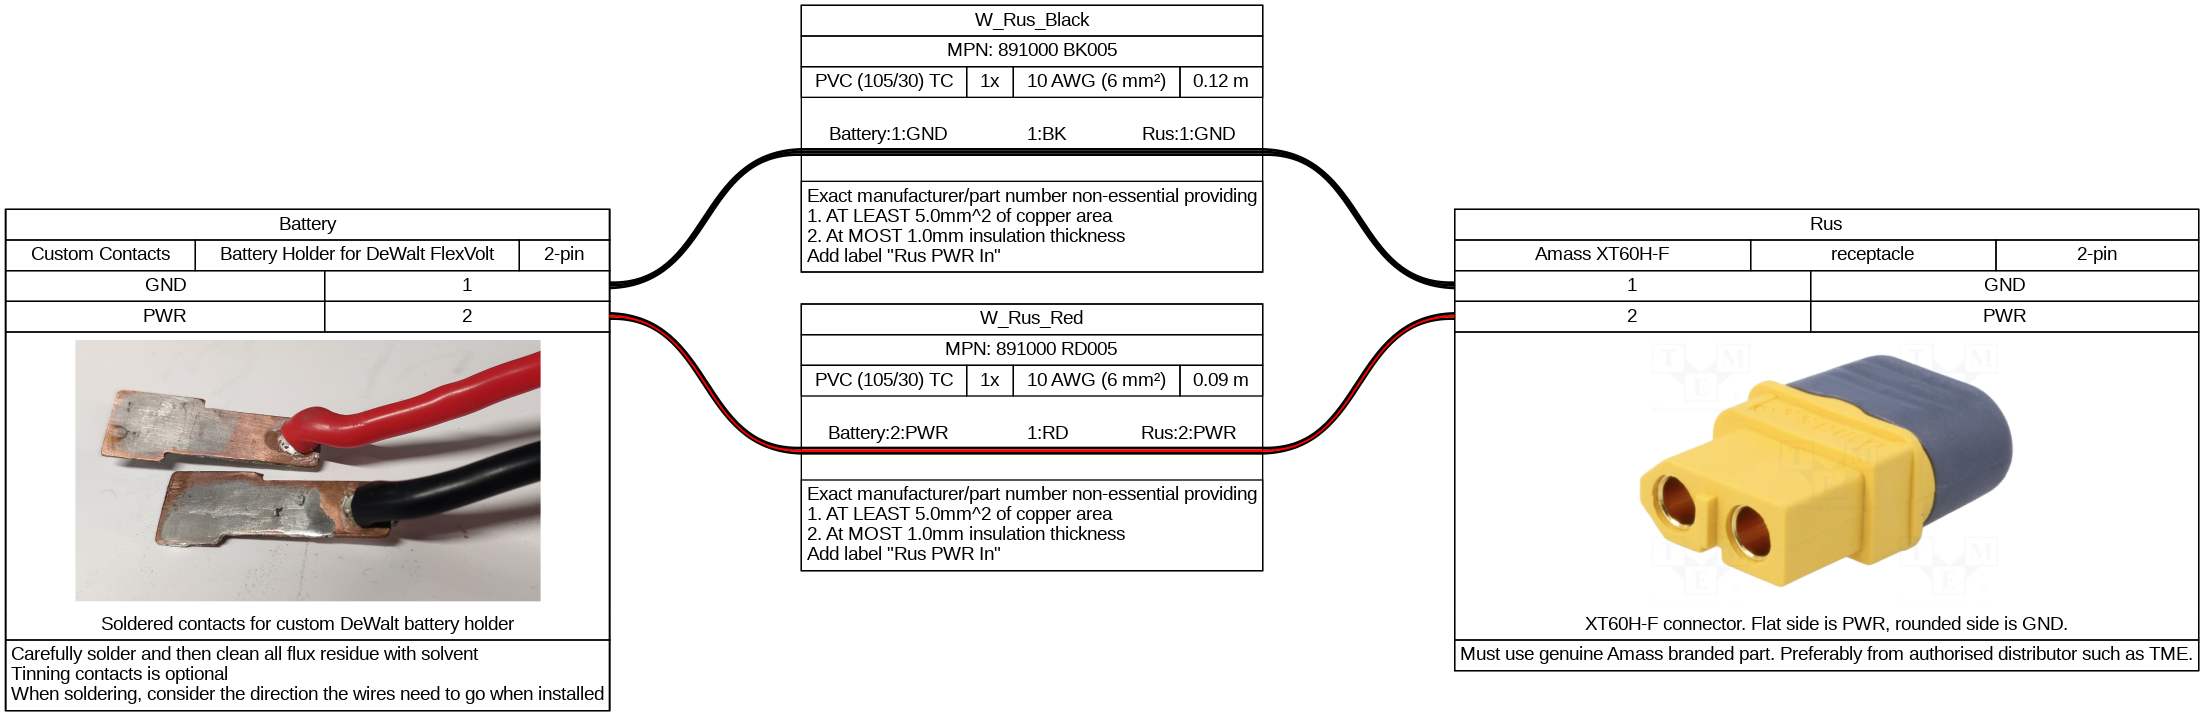 W_Rus_Black
MPN: 891000 BK005
PVC (105/30) TC 1x 10 AWG (6 mm²) 0.12 m
Battery:1:GND 1:BK Rus:1:GND
Exact manufacturer/part number non-essential providing
1. AT LEAST 5.0mm^2 of copper area
2. At MOST 1.0mm insulation thickness
Add label "Rus PWR In"
Battery
Custom Contacts Battery Holder for DeWalt FlexVolt 2-pin
GND 1
PWR 2
Soldered contacts for custom DeWalt battery holder
Carefully solder and then clean all flux residue with solvent
Tinning contacts is optional
When soldering, consider the direction the wires need to go when installed
W_Rus_Red
MPN: 891000 RD005
PVC (105/30) TC 1x 10 AWG (6 mm²) 0.09 m
Battery:2:PWR 1:RD Rus:2:PWR
Exact manufacturer/part number non-essential providing
1. AT LEAST 5.0mm^2 of copper area
2. At MOST 1.0mm insulation thickness
Add label "Rus PWR In"
Rus
Amass XT60H-F receptacle 2-pin
1 GND
2 PWR
T M
E
T M
E
T M
E
T M
E
T M
E
XT60H-F connector. Flat side is PWR, rounded side is GND.
Must use genuine Amass branded part. Preferably from authorised distributor such as TME.